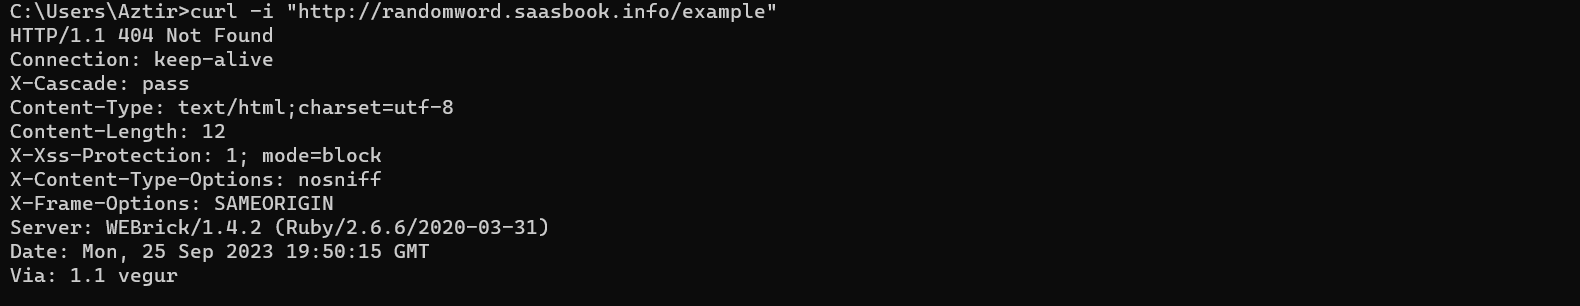 C:\Users\Aztir>curl -i "http://randomword.saasbook.info/example"
HTTP/1.1 404 Not Found
Connection: keep-alive
X-Cascade: pass
Content-Type: text/html;charset=utf-8
Content-Length: 12
X-Xss-Protection: 1; mode=block
X-Content-Type-Options: nosniff
X-Frame-Options: SAMEORIGIN
Server: WEBrick/1.4.2 (Ruby/2.6.6/2020-03-31)
Date: Mon, 25 Sep 2023 19:50:15 GMT
Via: 1.1 vegur